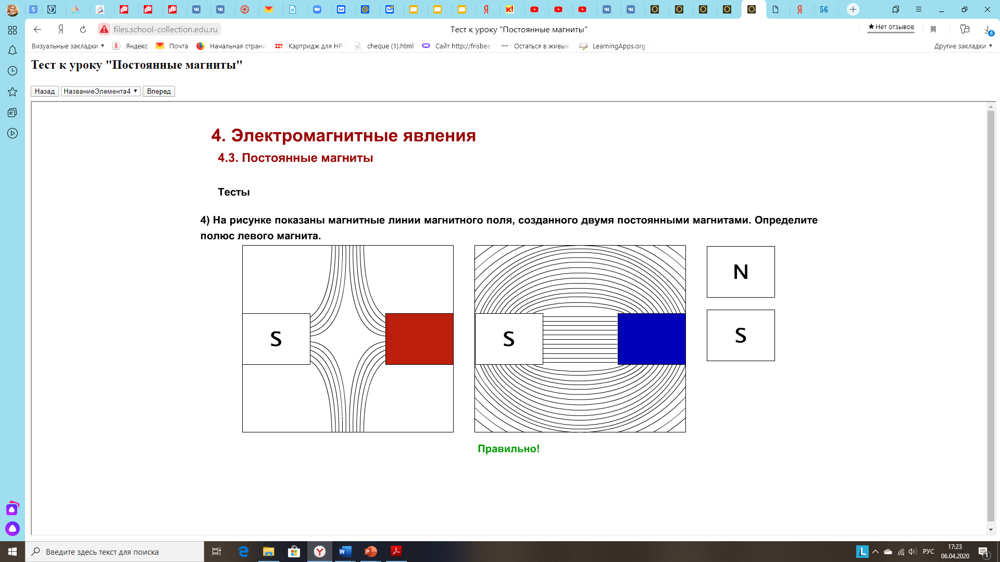 56
files.school-collection.edu.ru
Тест к уроку "Постоянные магниты"
★ Нет отзывов
6
Визуальные закладки
Яндекс
Почта
Начальная страни
Картридж для HP
cheque (1).html
Сайт http://frisbee-
Остаться в живых
LearningApps.org -
Другие закладки
Тест к уроку "Постоянные магниты"
Назад
НазваниеЭлемента4
Вперед
4. Электромагнитные явления
4.3. Постоянные магниты
Тесты
4) На рисунке показаны магнитные линии магнитного поля, созданного двумя постоянными магнитами. Определите
полюс левого магнита.
S
S
N
S
Правильно!
Введите здесь текст для поиска
РУС
17:23
06.04.2020
1